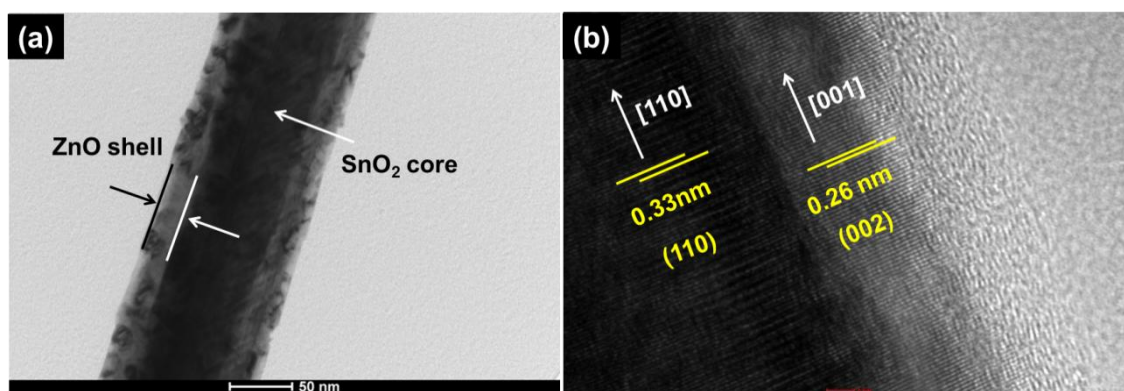 (a)
ZnO shell
SnO₂ core
50 nm
(b)
[110]
[001]
0.33nm
(110)
0.26 nm
(002)